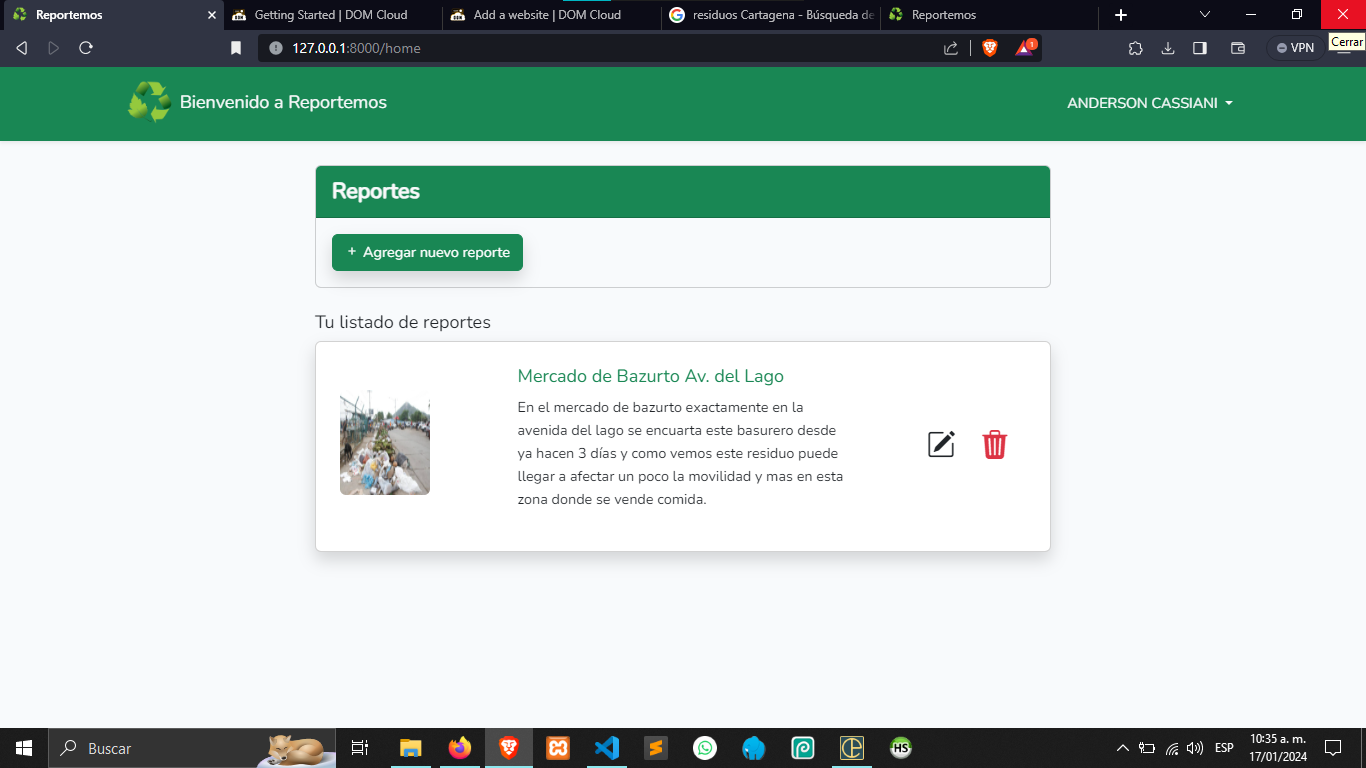 Reportemos
Getting Started | DOM Cloud
Add a website | DOM Cloud
residuos Cartagena - Búsqueda de
Reportemos
127.0.0.1:8000/home
1
VPN
Cerrar
Bienvenido a Reportemos
ANDERSON CASSIANI
Reportes
+ Agregar nuevo reporte
Tu listado de reportes
Mercado de Bazurto Av. del Lago
En el mercado de bazurto exactamente en la
avenida del lago se encuarta este basurero desde
ya hacen 3 días y como vemos este residuo puede
llegar a afectar un poco la movilidad y mas en esta
zona donde se vende comida.
Buscar
HS
ESP
10:35 a. m.
17/01/2024